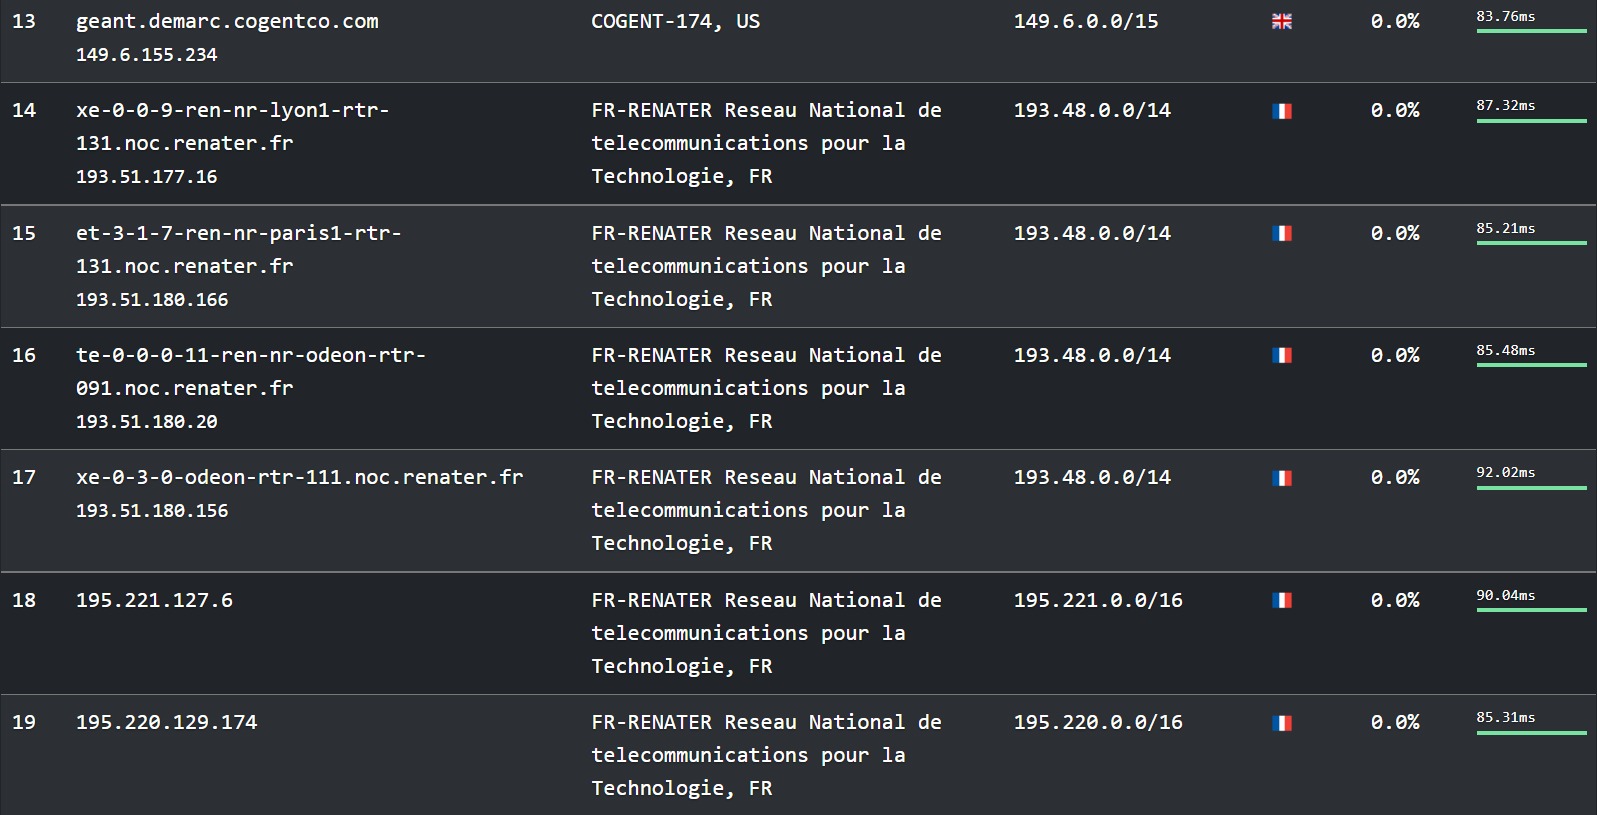 13 geant.demarc.cogentco.com COGENT-174, US 149.6.0.0/15 0.0% 83.76ms
149.6.155.234
14 xe-0-0-9-ren-nr-lyon1-rtr- FR-RENATER Reseau National de 193.48.0.0/14 0.0% 87.32ms
131.noc.renater.fr telecommunications pour la
193.51.177.16 Technologie, FR
15 et-3-1-7-ren-nr-paris1-rtr- FR-RENATER Reseau National de 193.48.0.0/14 0.0% 85.21ms
131.noc.renater.fr telecommunications pour la
193.51.180.166 Technologie, FR
16 te-0-0-0-11-ren-nr-odeon-rtr- FR-RENATER Reseau National de 193.48.0.0/14 0.0% 85.48ms
091.noc.renater.fr telecommunications pour la
193.51.180.20 Technologie, FR
17 xe-0-3-0-odeon-rtr-111.noc.renater.fr FR-RENATER Reseau National de 193.48.0.0/14 0.0% 92.02ms
193.51.180.156 telecommunications pour la
Technologie, FR
18 195.221.127.6 FR-RENATER Reseau National de 195.221.0.0/16 0.0% 90.04ms
telecommunications pour la
Technologie, FR
19 195.220.129.174 FR-RENATER Reseau National de 195.220.0.0/16 0.0% 85.31ms
telecommunications pour la
Technologie, FR